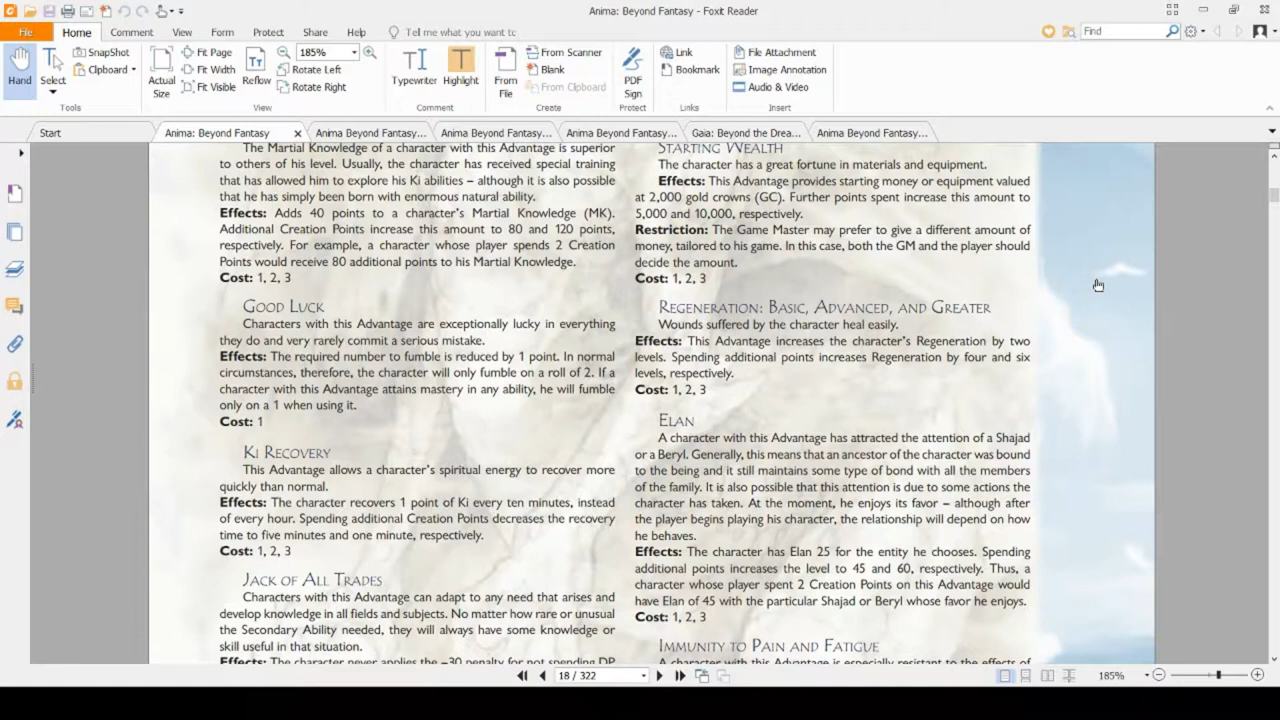 Anima: Beyond Fantasy - Foxit Reader
File
Home
Comment
View
Form
Protect
Share
Help
Tell me what you want tc
Find
Hand
Select
SnapShot
Clipboard
Tools
Actual
Size
Fit Page
Fit Width
Fit Visible
Reflow
185%
Rotate Left
Rotate Right
View
Typewriter
Highlight
Comment
From
File
From Scanner
Blank
From Clipboard
Create
PDF
Sign
Protect
Link
Bookmark
Links
File Attachment
Image Annotation
Audio & Video
Insert
Start
Anima: Beyond Fantasy
Anima Beyond Fantasy...
Anima Beyond Fantasy...
Anima Beyond Fantasy...
Gaia: Beyond the Drea...
Anima Beyond Fantasy...
The Martial Knowledge of a character with this Advantage is superior
to others of his level. Usually, the character has received special training
that has allowed him to explore his Ki abilities – although it is also possible
that he has simply been born with enormous natural ability.
Effects: Adds 40 points to a character's Martial Knowledge (MK).
Additional Creation Points increase this amount to 80 and 120 points,
respectively. For example, a character whose player spends 2 Creation
Points would receive 80 additional points to his Martial Knowledge.
Cost: 1, 2, 3
Good Luck
Characters with this Advantage are exceptionally lucky in everything
they do and very rarely commit a serious mistake.
Effects: The required number to fumble is reduced by 1 point. In normal
circumstances, therefore, the character will only fumble on a roll of 2. If a
character with this Advantage attains mastery in any ability, he will fumble
only on a 1 when using it.
Cost: 1
Ki Recovery
This Advantage allows a character's spiritual energy to recover more
quickly than normal.
Effects: The character recovers 1 point of Ki every ten minutes, instead
of every hour. Spending additional Creation Points decreases the recovery
time to five minutes and one minute, respectively.
Cost: 1, 2, 3
Jack of All Trades
Characters with this Advantage can adapt to any need that arises and
develop knowledge in all fields and subjects. No matter how rare or unusual
the Secondary Ability needed, they will always have some knowledge or
skill useful in that situation.
Effects: The character never applies the –30 penalty for not spending DP
Starting Wealth
The character has a great fortune in materials and equipment.
Effects: This Advantage provides starting money or equipment valued
at 2,000 gold crowns (GC). Further points spent increase this amount to
5,000 and 10,000, respectively.
Restriction: The Game Master may prefer to give a different amount of
money, tailored to his game. In this case, both the GM and the player should
decide the amount.
Cost: 1, 2, 3
Regeneration: Basic, Advanced, and Greater
Wounds suffered by the character heal easily.
Effects: This Advantage increases the character's Regeneration by two
levels. Spending additional points increases Regeneration by four and six
levels, respectively.
Cost: 1, 2, 3
Elan
A character with this Advantage has attracted the attention of a Shajad
or a Beryl. Generally, this means that an ancestor of the character was bound
to the being and it still maintains some type of bond with all the members
of the family. It is also possible that this attention is due to some actions the
character has taken. At the moment, he enjoys its favor – although after
the player begins playing his character, the relationship will depend on how
he behaves.
Effects: The character has Elan 25 for the entity he chooses. Spending
additional points increases the level to 45 and 60, respectively. Thus, a
character whose player spent 2 Creation Points on this Advantage would
have Elan of 45 with the particular Shajad or Beryl whose favor he enjoys.
Cost: 1, 2, 3
Immunity to Pain and Fatigue
A character with this Advantage is especially resistant to the effects of
18 / 322
185%